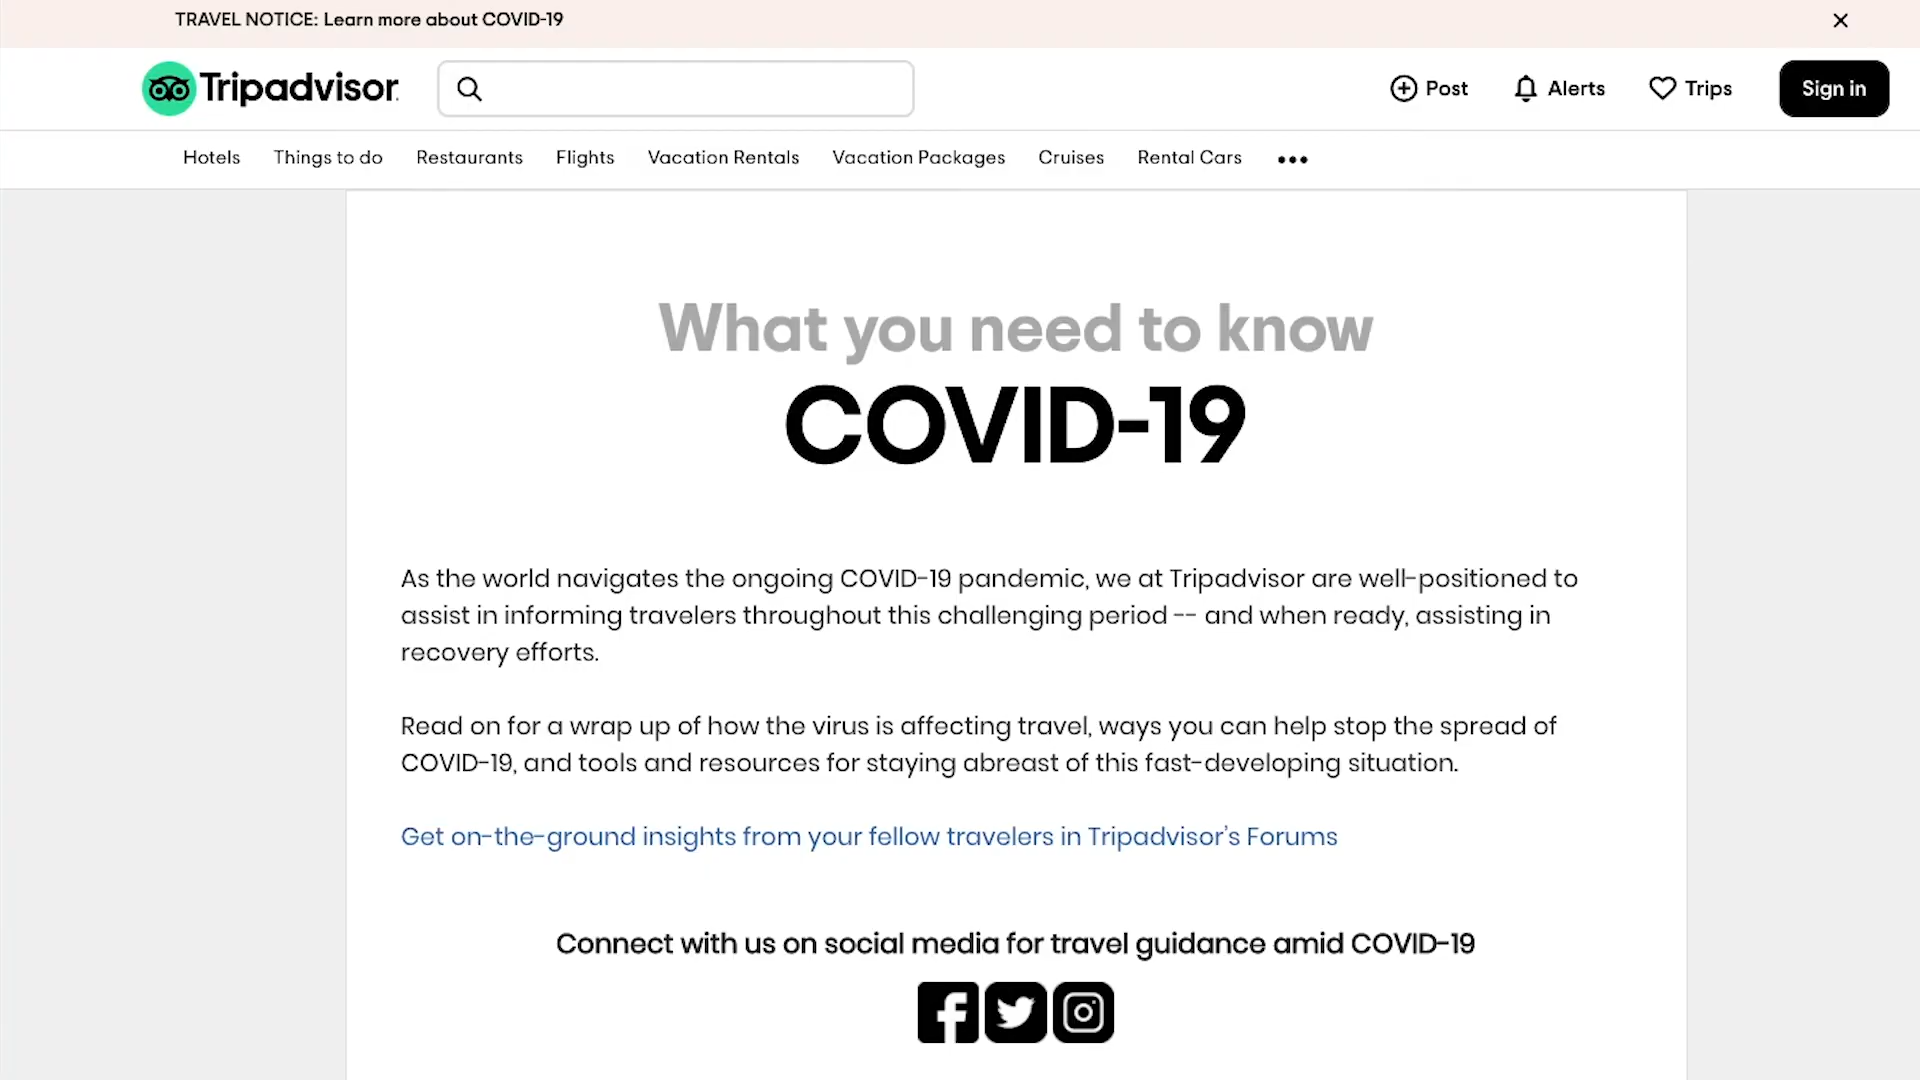 TRAVEL NOTICE: Learn more about COVID-19
Tripadvisor
Post
Alerts
Trips
Sign in
Hotels
Things to do
Restaurants
Flights
Vacation Rentals
Vacation Packages
Cruises
Rental Cars
What you need to know
COVID-19
As the world navigates the ongoing COVID-19 pandemic, we at Tripadvisor are well-positioned to
assist in informing travelers throughout this challenging period -- and when ready, assisting in
recovery efforts.
Read on for a wrap up of how the virus is affecting travel, ways you can help stop the spread of
COVID-19, and tools and resources for staying abreast of this fast-developing situation.
Get on-the-ground insights from your fellow travelers in Tripadvisor's Forums
Connect with us on social media for travel guidance amid COVID-19